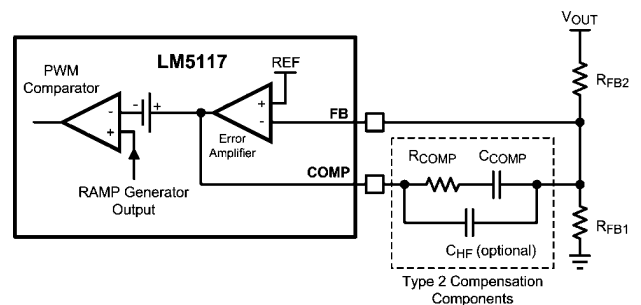 V_OUT
LM5117
PWM
Comparator
REF
R_FB2
-
+
-
+
+
-
FB
Error
Amplifier
COMP
R_COMP
C_COMP
RAMP Generator
Output
R_FB1
C_HF (optional)
Type 2 Compensation
Components